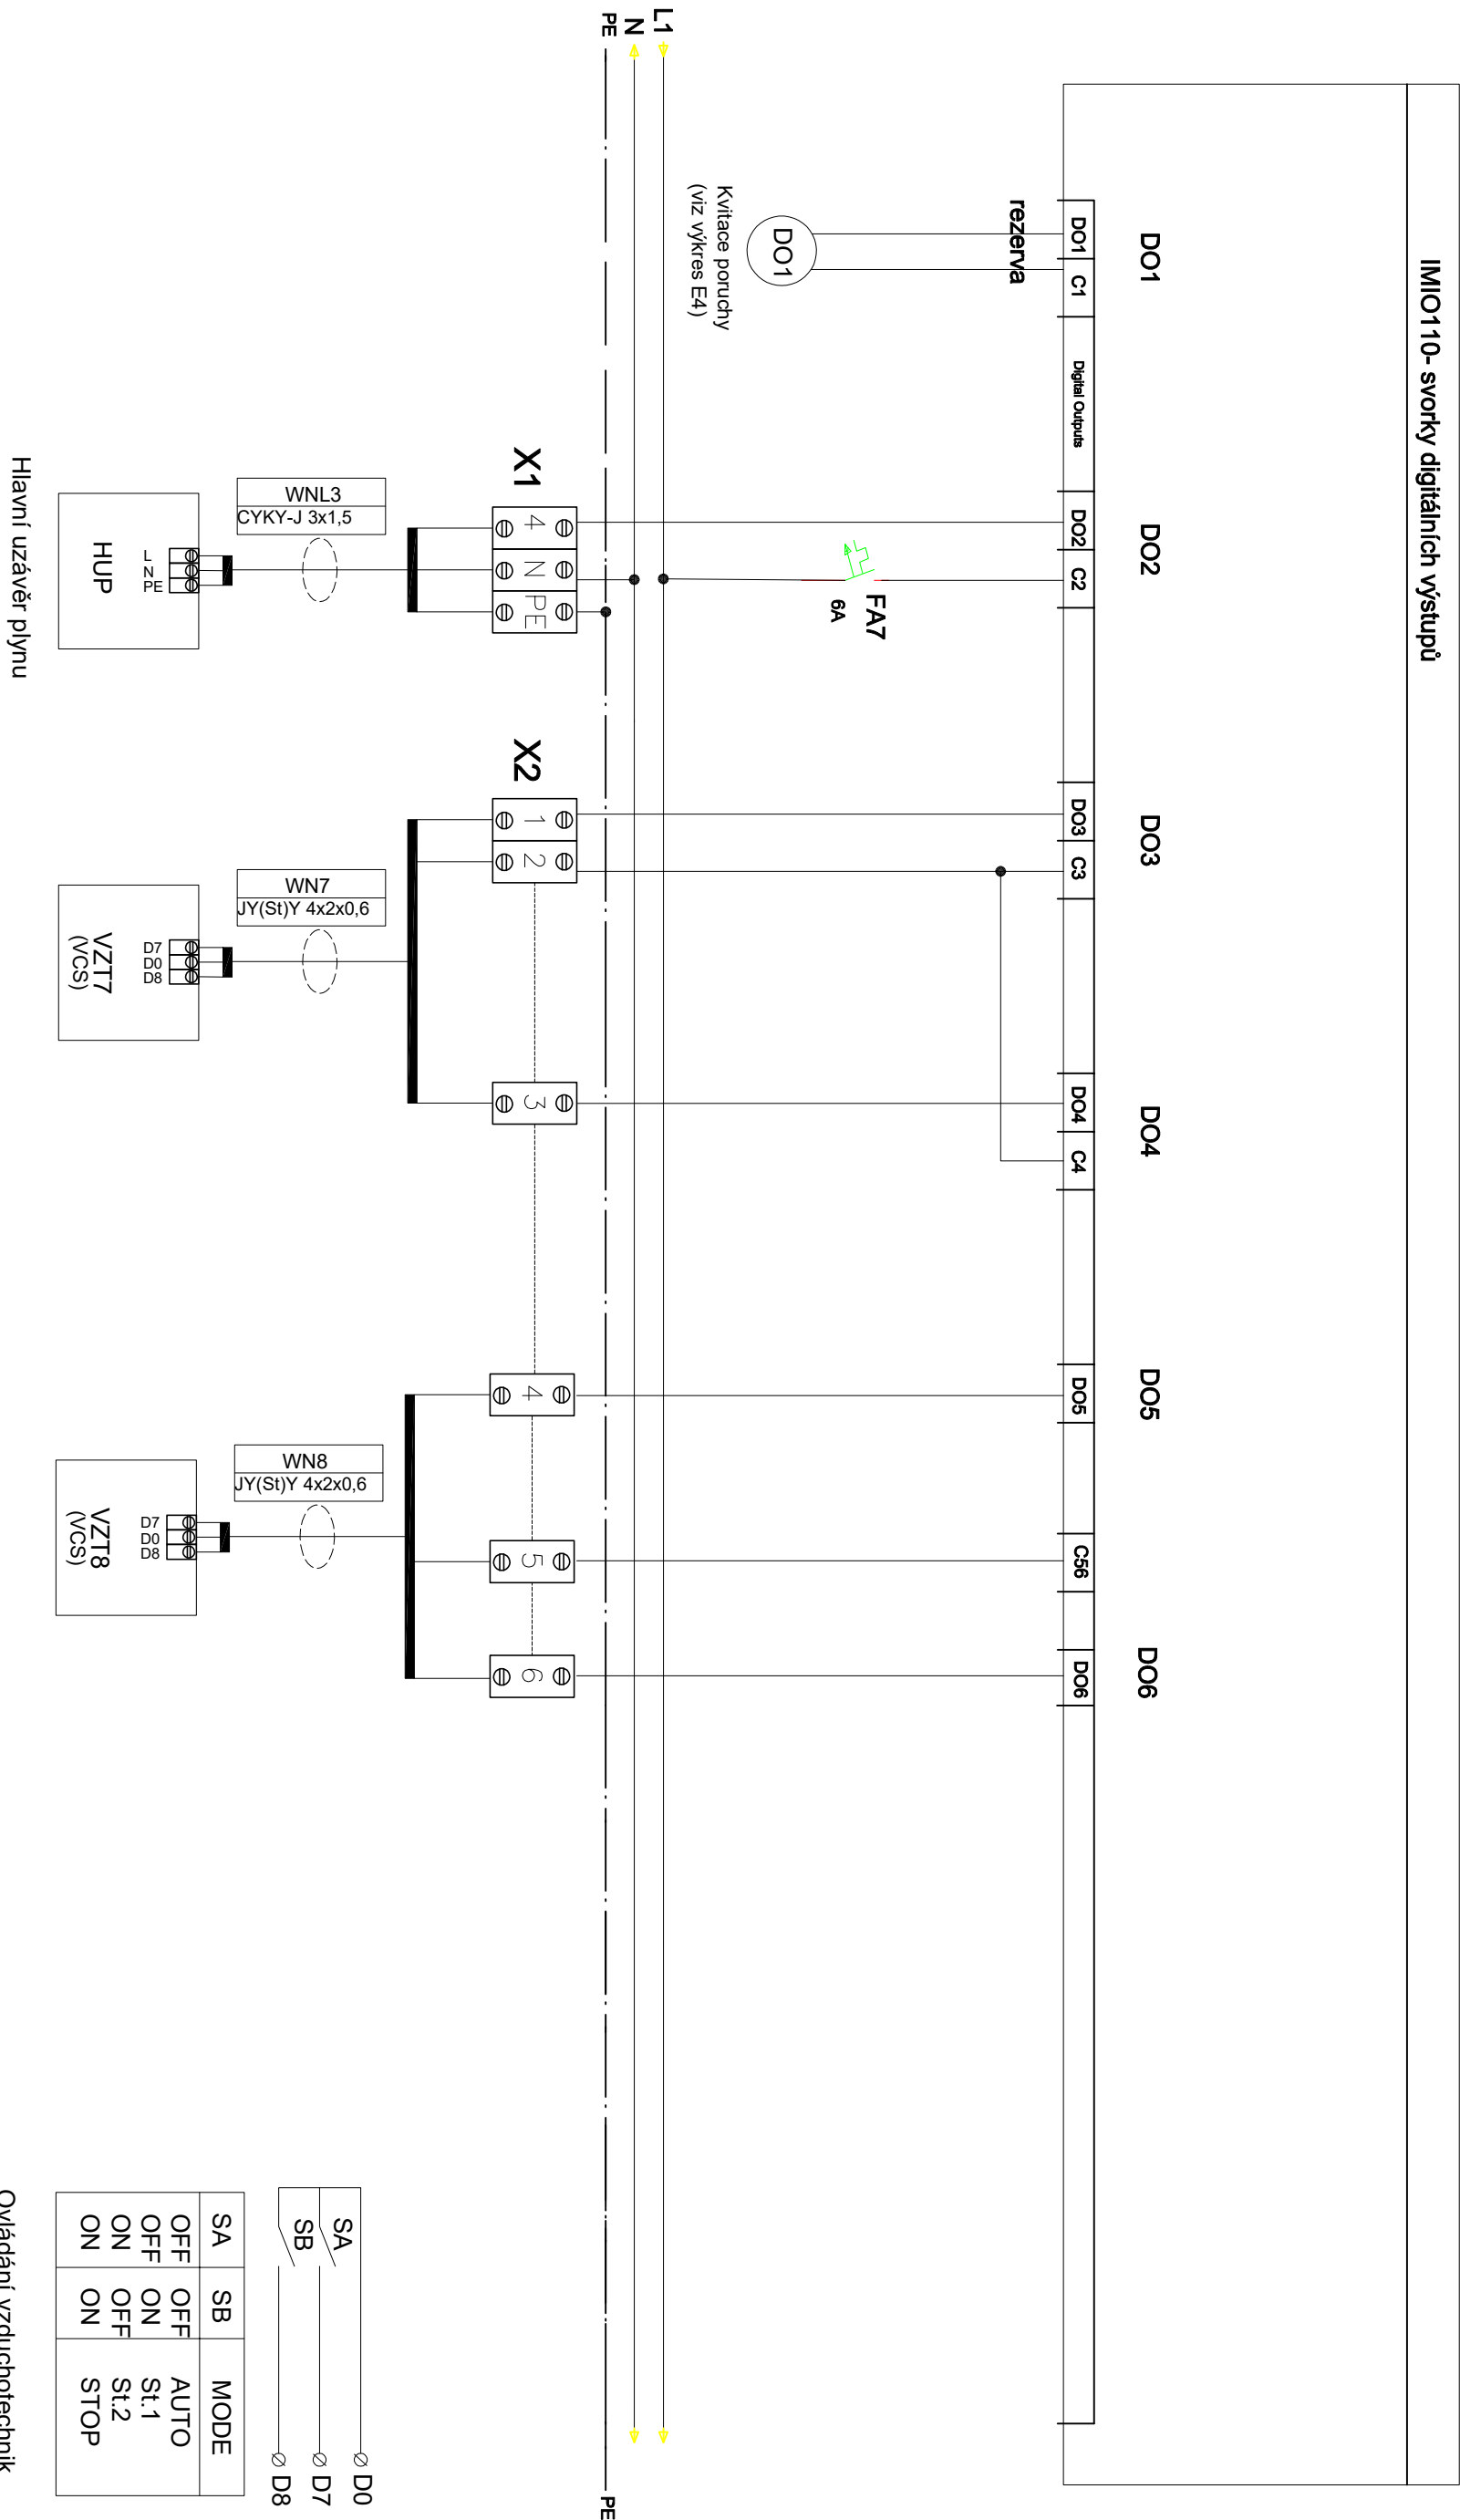 IMIO110- svorky digitálních výstupů
DO1
DO2
DO3
DO4
DO5
DO6
DO1
C1
Digital Outputs
DO2
C2
DO3
C3
DO4
C4
DO5
C56
DO6
rezerva
DO1
Kvitace poruchy
(viz výkres E4)
FA7
6A
L1
N
PE
PE
X1
4
N
PE
X2
1
2
3
4
5
6
WNL3
CYKY-J 3x1,5
WN7
JY(St)Y 4x2x0,6
WN8
JY(St)Y 4x2x0,6
L
N
PE
HUP
Hlavní uzávěr plynu
D7
D0
D8
VZT7
(VCS)
D7
D0
D8
VZT8
(VCS)
SA
SB
D0
D7
D8
SA SB MODE
OFF OFF AUTO
OFF ON St.1
ON OFF St.2
ON ON STOP
Ovládání vzduchotechnik